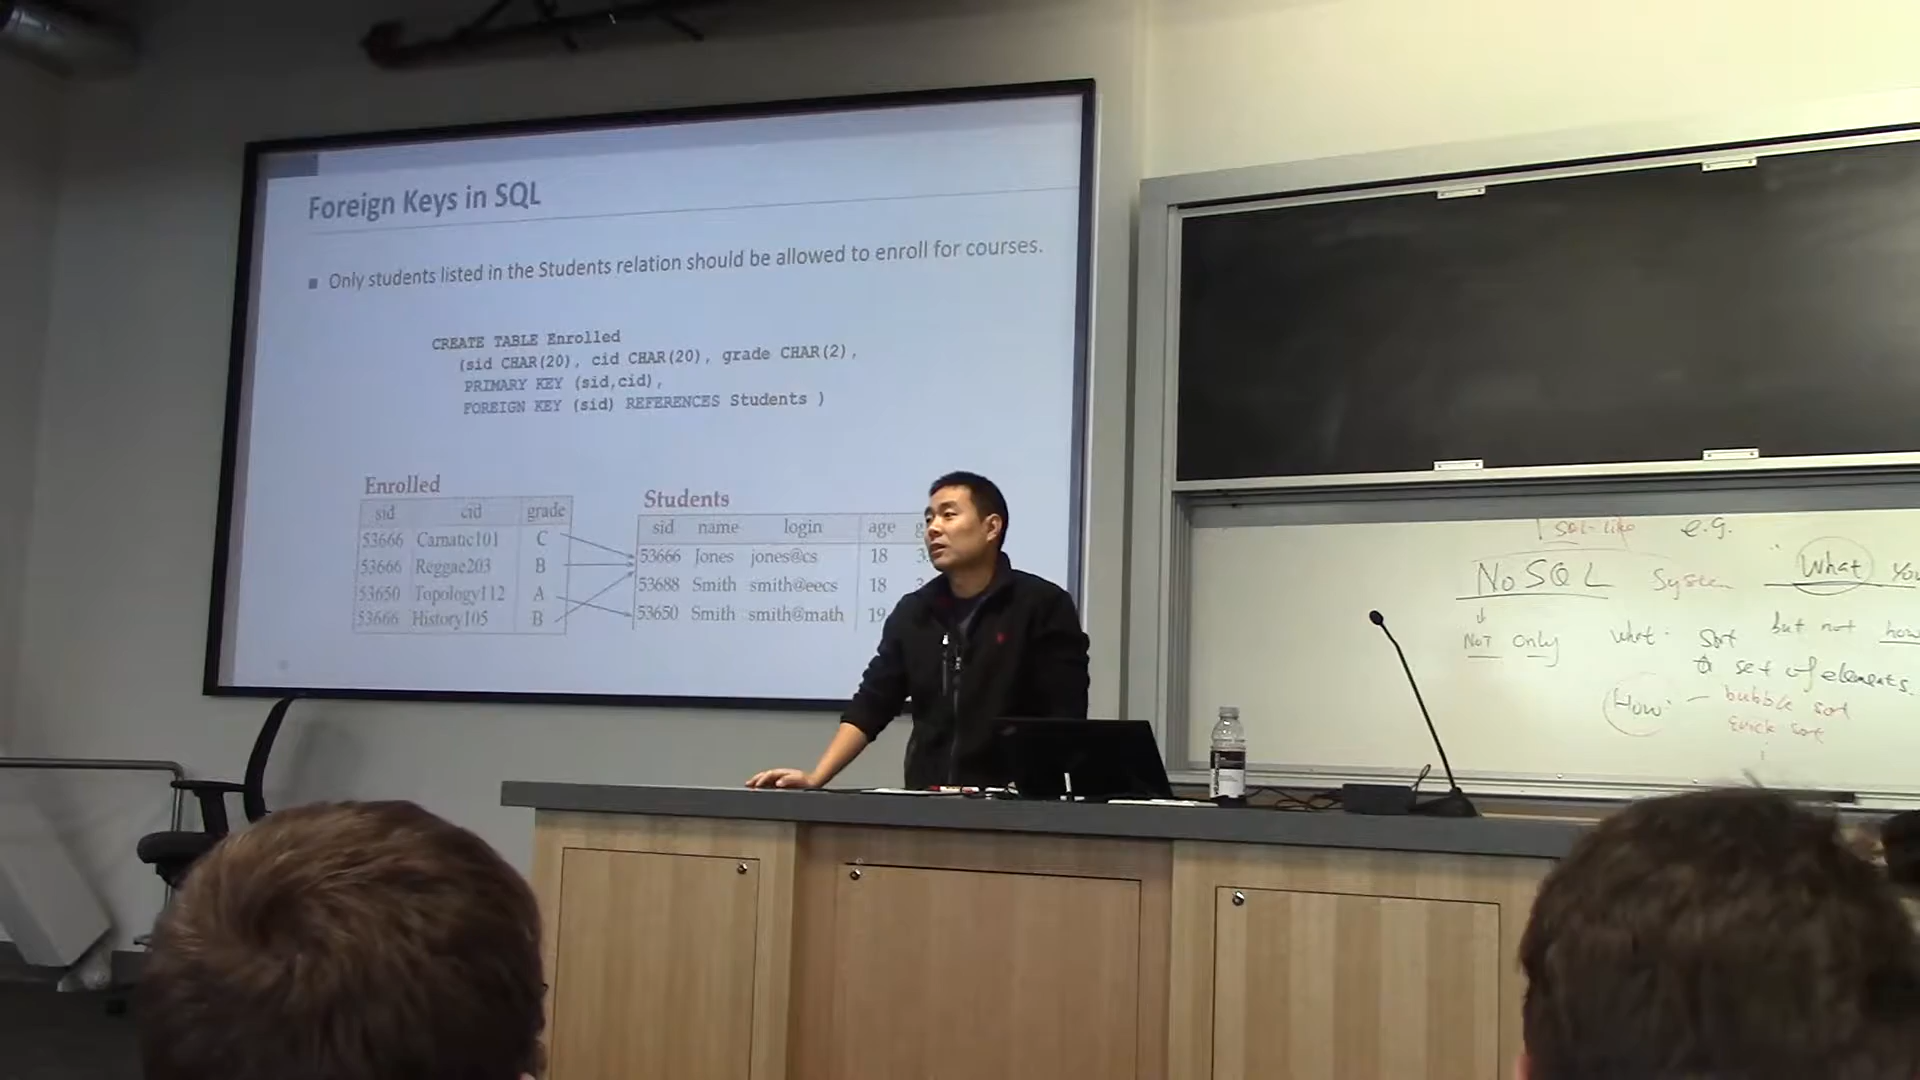 Foreign Keys in SQL
Only students listed in the Students relation should be allowed to enroll for courses.
CREATE TABLE Enrolled
(sid CHAR(20), cid CHAR(20), grade CHAR(2),
PRIMARY KEY (sid,cid),
FOREIGN KEY (sid) REFERENCES Students )
Enrolled
sid cid grade
53666 Carnatic101 C
53666 Reggae203 B
53650 Topology112 A
53666 History105 B
Students
sid name login age g
53666 Jones jones@cs 18 3.
53688 Smith smith@eecs 18 3.
53650 Smith smith@math 19
SQL-like e.g.
NoSQL System What You
NOT Only what: Sort but not how
a set of elements.
How: - bubble sort
quick sort